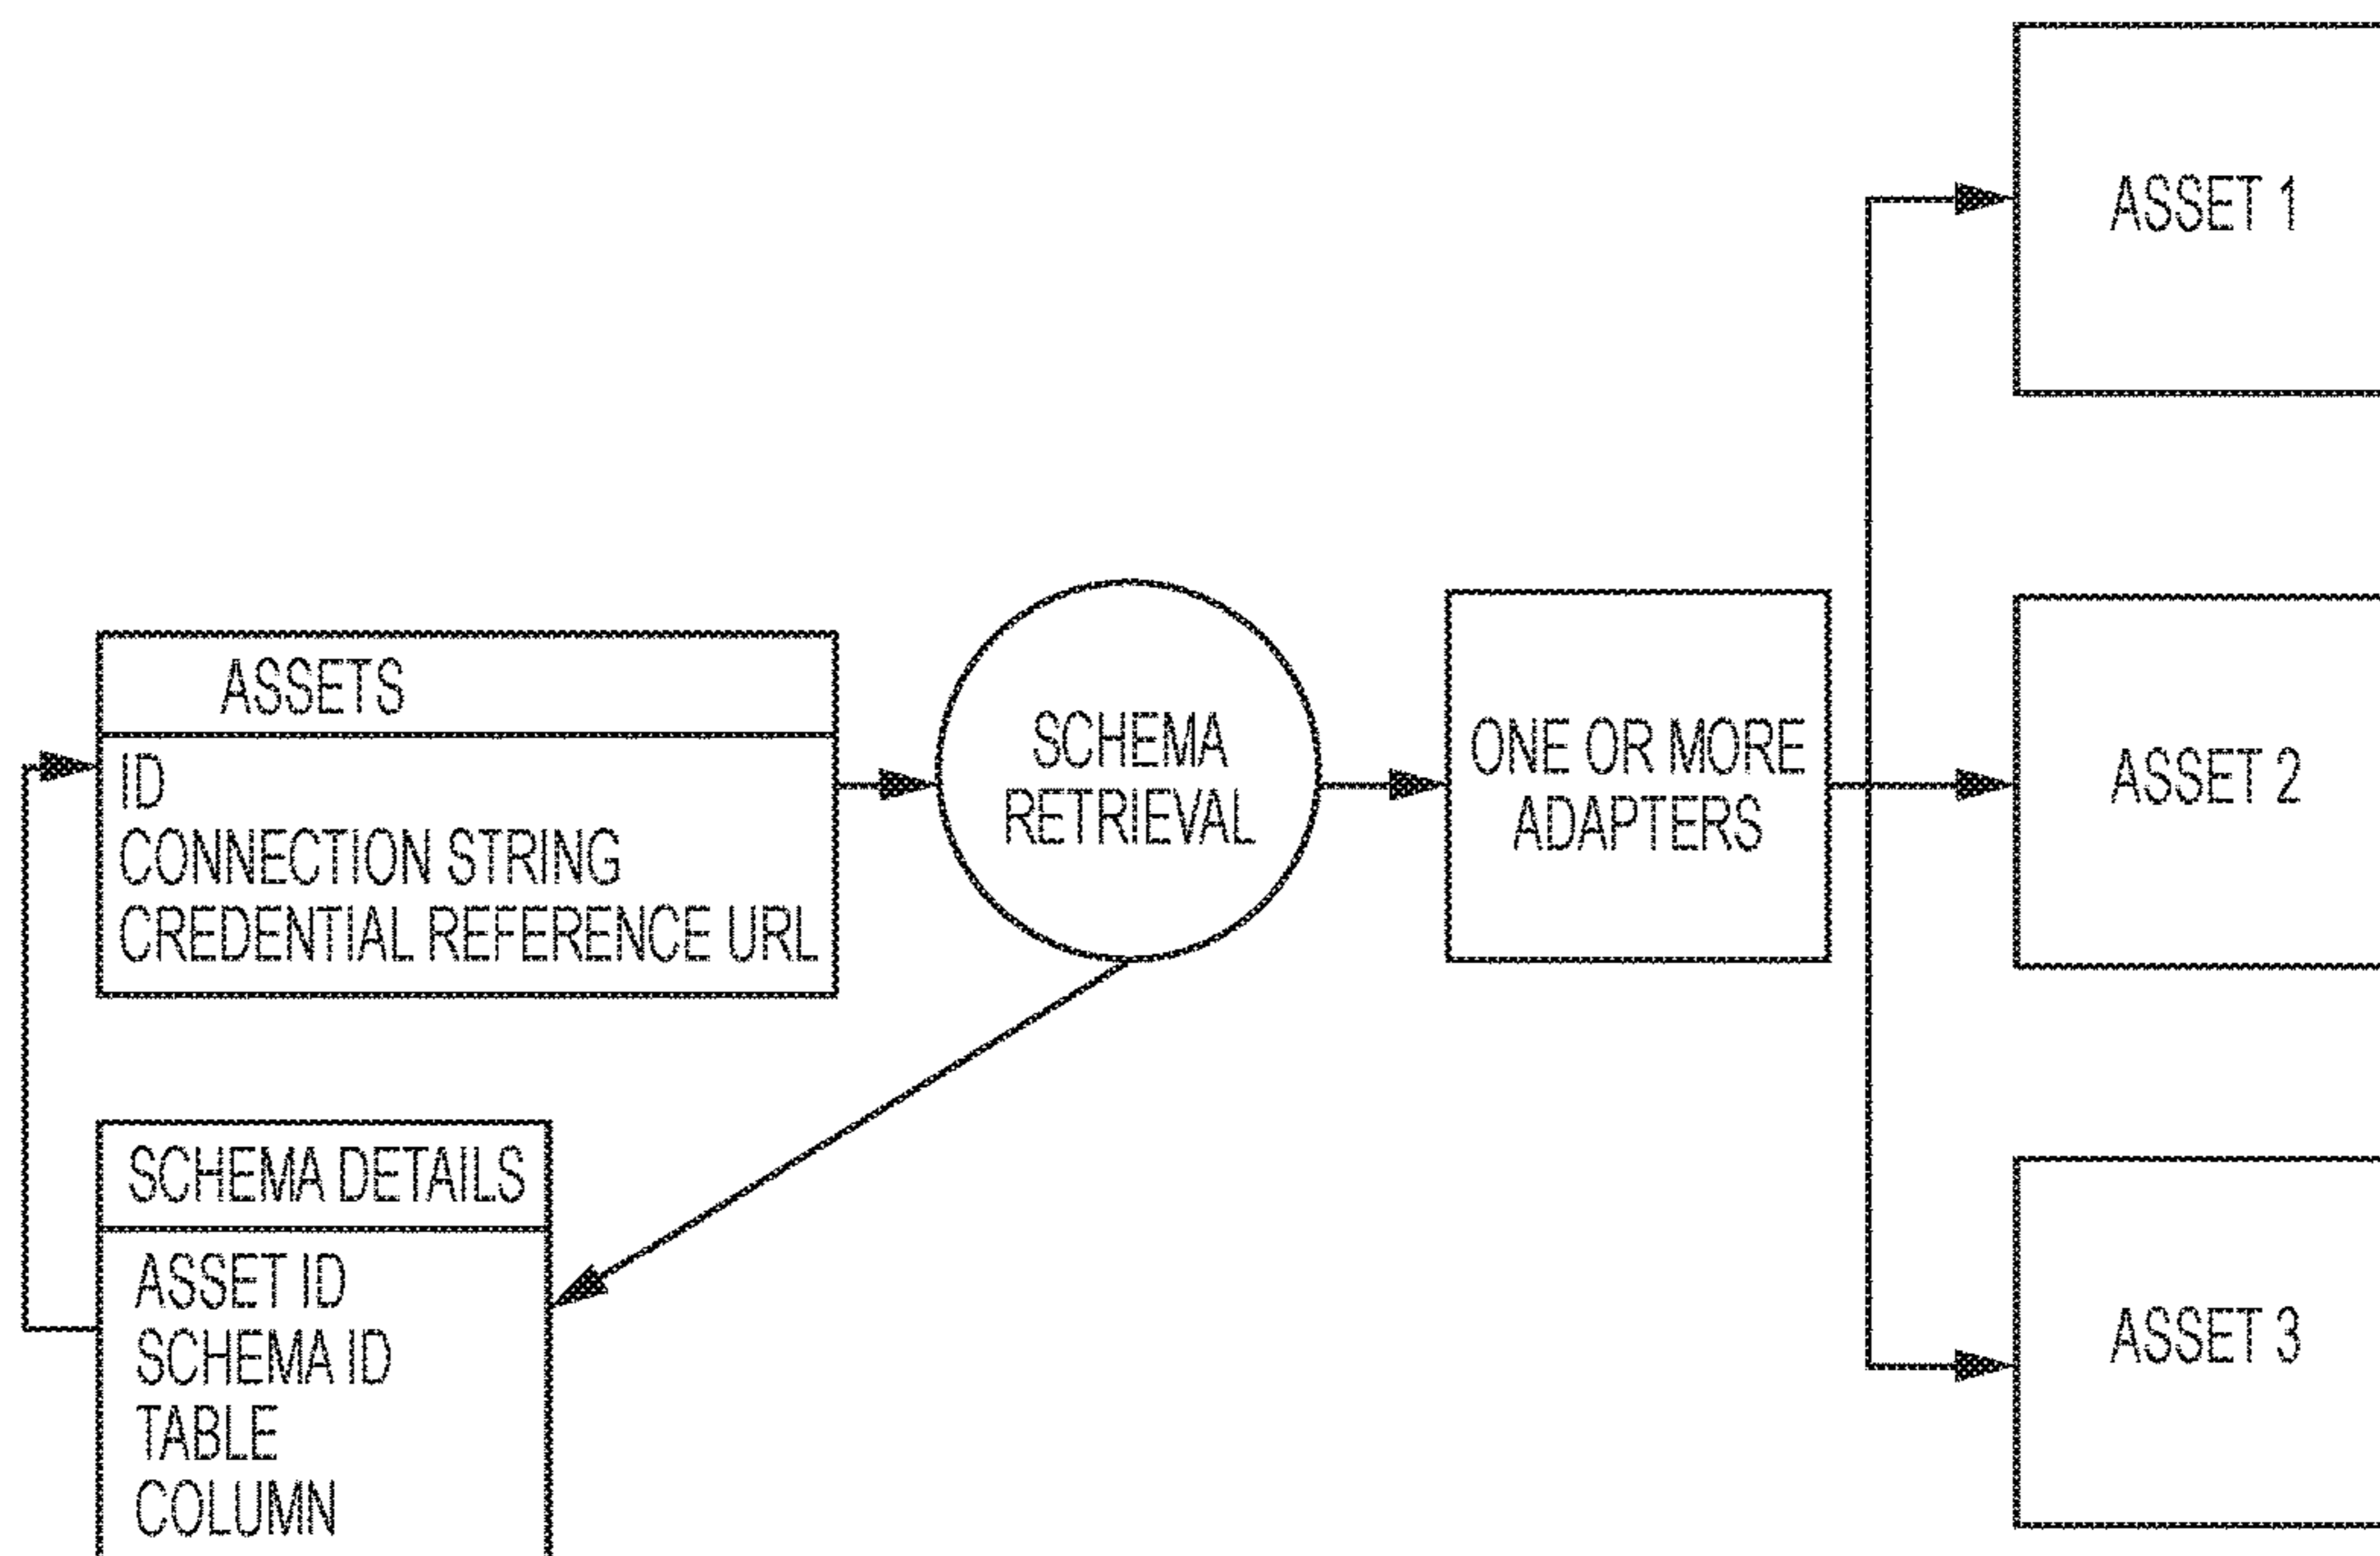 ASSET 1
ASSETS
ID
CONNECTION STRING
CREDENTIAL REFERENCE URL
SCHEMA
RETRIEVAL
ONE OR MORE
ADAPTERS
ASSET 2
SCHEMA DETAILS
ASSET ID
SCHEMA ID
TABLE
COLUMN
ASSET 3